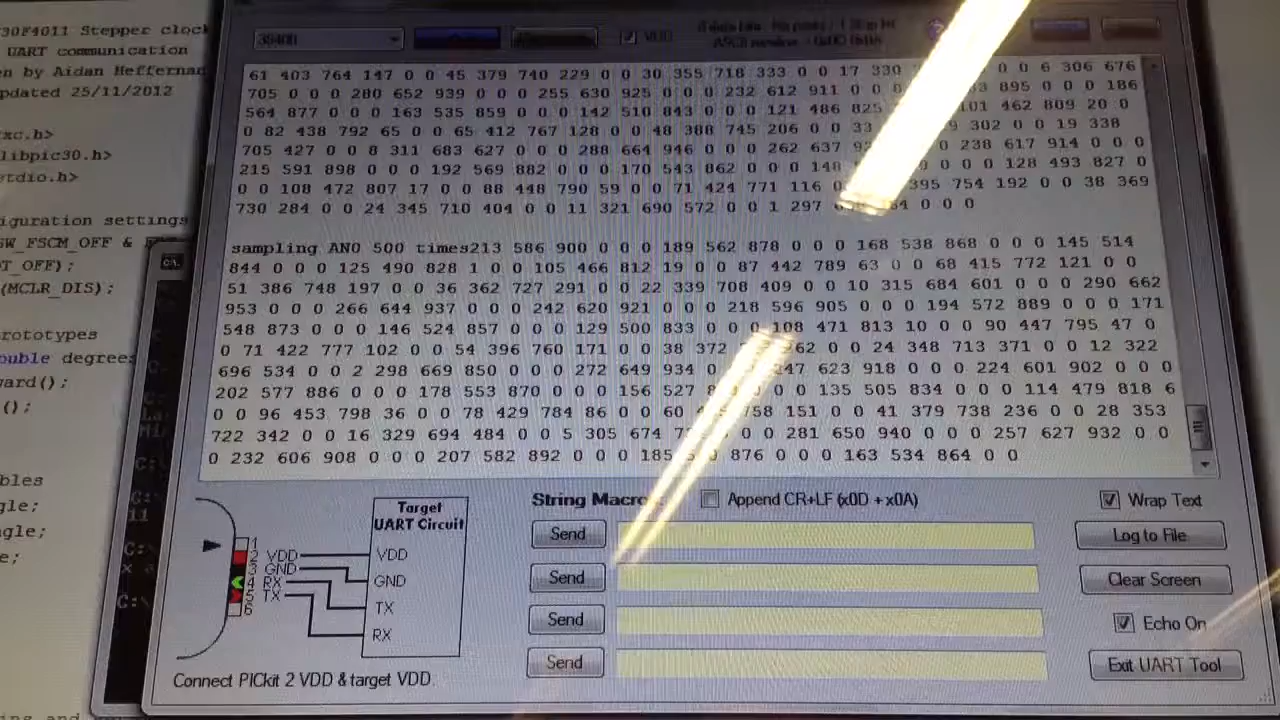 30F4011 Stepper clock
UART communication
en by Aidan Heffernan
pdated 25/11/2012
xc.h>
libpic30.h>
stdio.h>
figuration settings
SW_FSCM_OFF &
OT_OFF);
(MCLR_DIS);
rototypes
ouble degrees
ward();
();
bles
gle;
ngle;
e;
38400
VDD
61 403 764 147 0 0 45 379 740 229 0 0 30 355 718 333 0 0 17 330 0 0 6 306 676
705 0 0 0 280 652 939 0 0 0 255 630 925 0 0 0 232 612 911 0 0 895 0 0 0 186
564 877 0 0 0 163 535 859 0 0 0 142 510 843 0 0 0 121 486 825 101 462 809 20 0
0 82 438 792 65 0 0 65 412 767 128 0 0 48 388 745 206 0 0 33 302 0 0 19 338
705 427 0 0 8 311 683 627 0 0 0 288 664 946 0 0 0 262 637 0 238 617 914 0 0 0
215 591 898 0 0 0 192 569 882 0 0 0 170 543 862 0 0 0 148 0 0 0 128 493 827 0
0 0 108 472 807 17 0 0 88 448 790 59 0 0 71 424 771 116 395 754 192 0 0 38 369
730 284 0 0 24 345 710 404 0 0 11 321 690 572 0 0 1 297 0 0 0
sampling AN0 500 times213 586 900 0 0 0 189 562 878 0 0 0 168 538 868 0 0 0 145 514
844 0 0 0 125 490 828 1 0 0 105 466 812 19 0 0 87 442 789 63 0 0 68 415 772 121 0 0
51 386 748 197 0 0 36 362 727 291 0 0 22 339 708 409 0 0 10 315 684 601 0 0 0 290 662
953 0 0 0 266 644 937 0 0 0 242 620 921 0 0 0 218 596 905 0 0 0 194 572 889 0 0 0 171
548 873 0 0 0 146 524 857 0 0 0 129 500 833 0 0 0 108 471 813 10 0 0 90 447 795 47 0
0 71 422 777 102 0 0 54 396 760 171 0 0 38 372 0 0 24 348 713 371 0 0 12 322
696 534 0 0 2 298 669 850 0 0 0 272 649 934 0 623 918 0 0 0 224 601 902 0 0 0
202 577 886 0 0 0 178 553 870 0 0 0 156 527 0 0 135 505 834 0 0 0 114 479 818 6
0 0 96 453 798 36 0 0 78 429 784 86 0 0 60 758 151 0 0 41 379 738 236 0 0 28 353
722 342 0 0 16 329 694 484 0 0 5 305 674 0 0 281 650 940 0 0 0 257 627 932 0 0
0 232 606 908 0 0 0 207 582 892 0 0 0 876 0 0 0 163 534 864 0 0
Target
UART Circuit
1
2 VDD VDD
3 GND GND
4 RX TX
5 TX RX
6
Connect PICkit 2 VDD & target VDD.
String Macros: Append CR+LF (x0D + x0A) Wrap Text
Send Log to File
Send Clear Screen
Send Echo On
Send Exit UART Tool